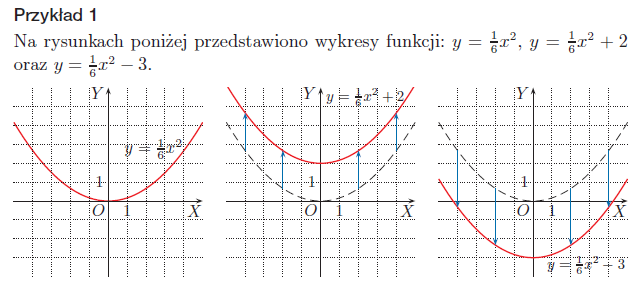 Przykład 1
Na rysunkach poniżej przedstawiono wykresy funkcji: y = 1/6x², y = 1/6x² + 2
oraz y = 1/6x² − 3.
Y
y = 1/6x²
1
O 1 X
Y y = 1/6x² + 2
1
O 1 X
Y
1
O 1 X
y = 1/6x² − 3